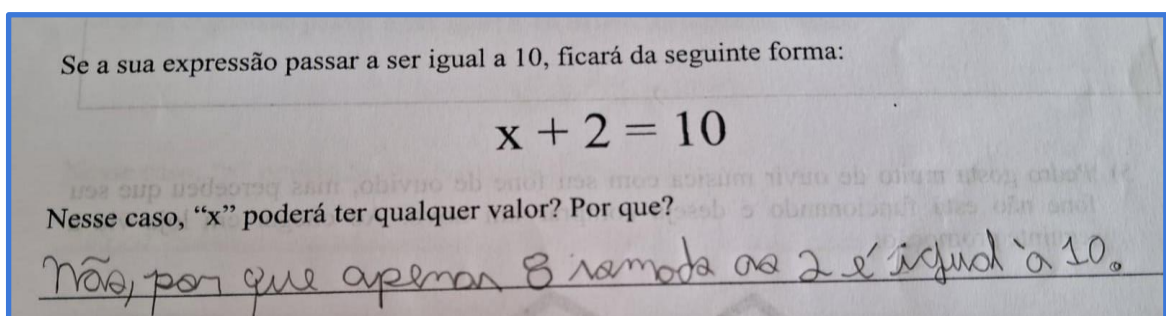 Se a sua expressão passar a ser igual a 10, ficará da seguinte forma:
x + 2 = 10
Nesse caso, “x” poderá ter qualquer valor? Por que?
Não, por que apenas 8 somada ao 2 é igual à 10.